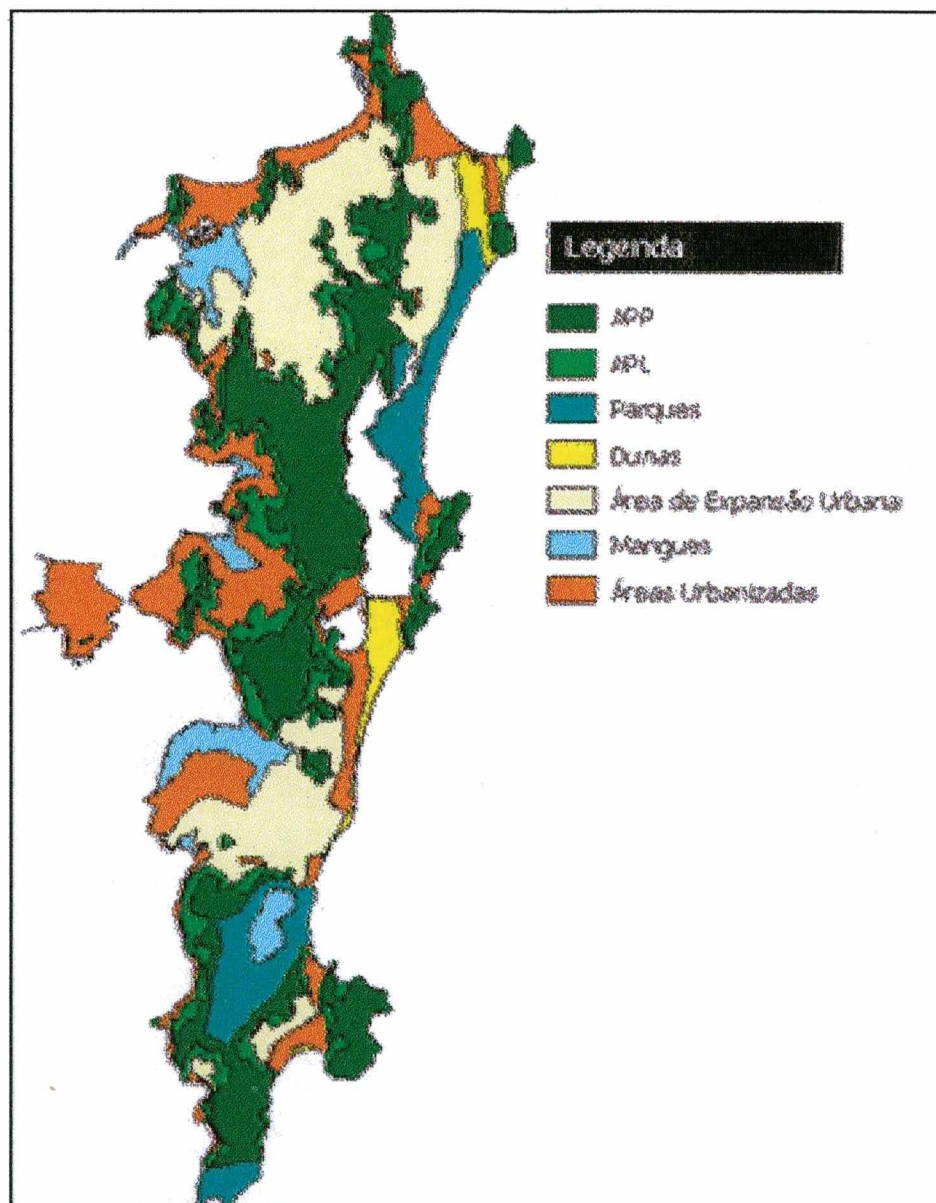 Legenda
APP
APL
Parques
Dunas
Área de Expansão Urbana
Mangues
Áreas Urbanizadas